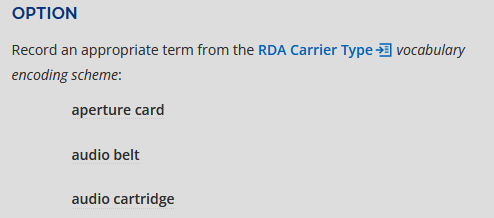 OPTION
Record an appropriate term from the RDA Carrier Type vocabulary
encoding scheme:
aperture card
audio belt
audio cartridge